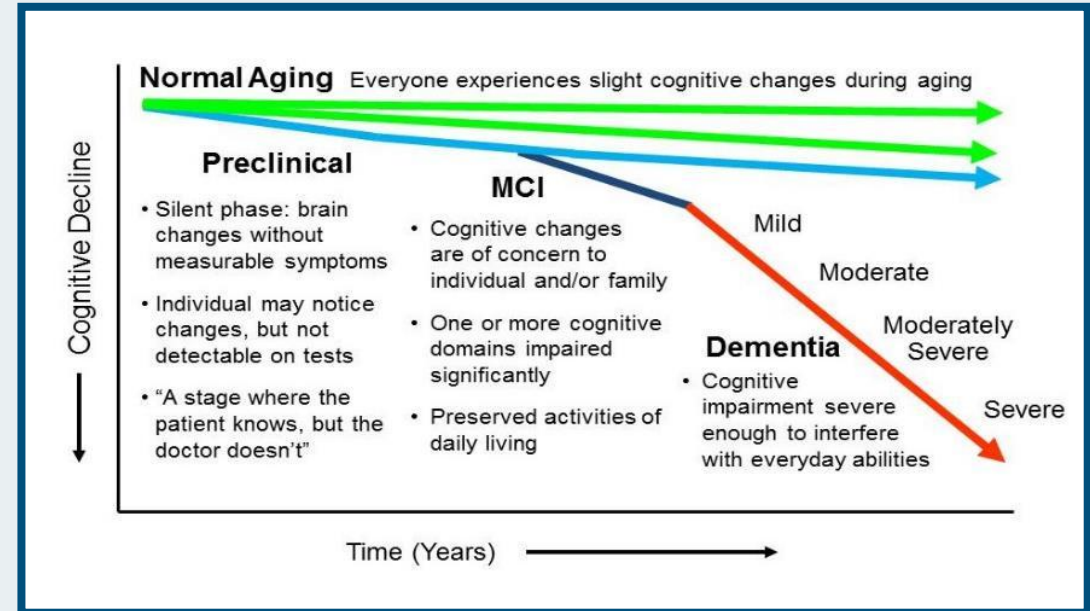 Normal Aging Everyone experiences slight cognitive changes during aging
Cognitive Decline
Preclinical
• Silent phase: brain
changes without
measurable symptoms
• Individual may notice
changes, but not
detectable on tests
• “A stage where the
patient knows, but the
doctor doesn’t”
MCI
• Cognitive changes
are of concern to
individual and/or family
• One or more cognitive
domains impaired
significantly
• Preserved activities of
daily living
Dementia
• Cognitive
impairment severe
enough to interfere
with everyday abilities
Mild
Moderate
Moderately
Severe
Severe
Time (Years)